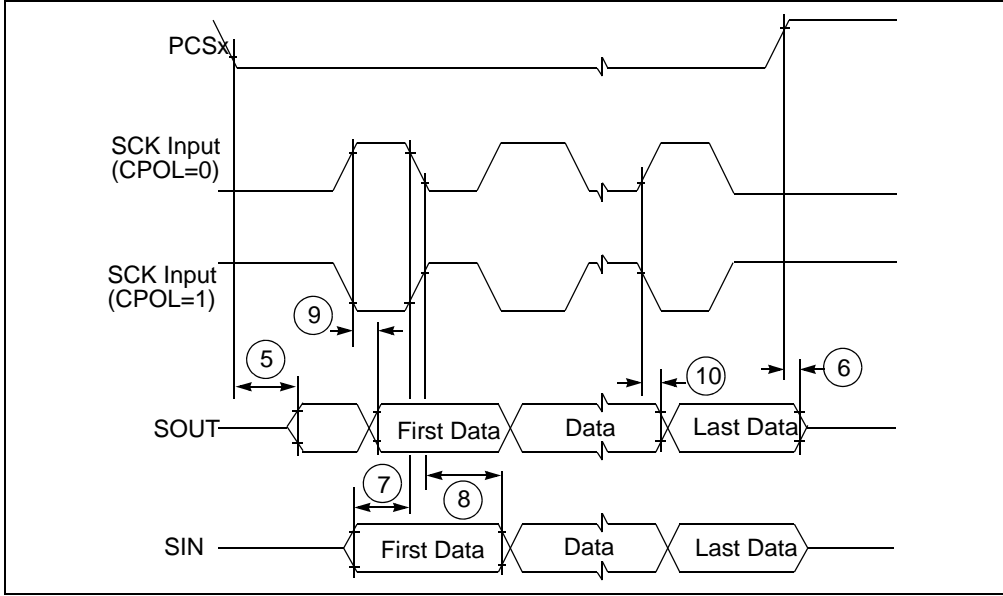 PCSx
SCK Input
(CPOL=0)
SCK Input
(CPOL=1)
9
5
10
6
SOUT
First Data
Data
Last Data
7
8
SIN
First Data
Data
Last Data